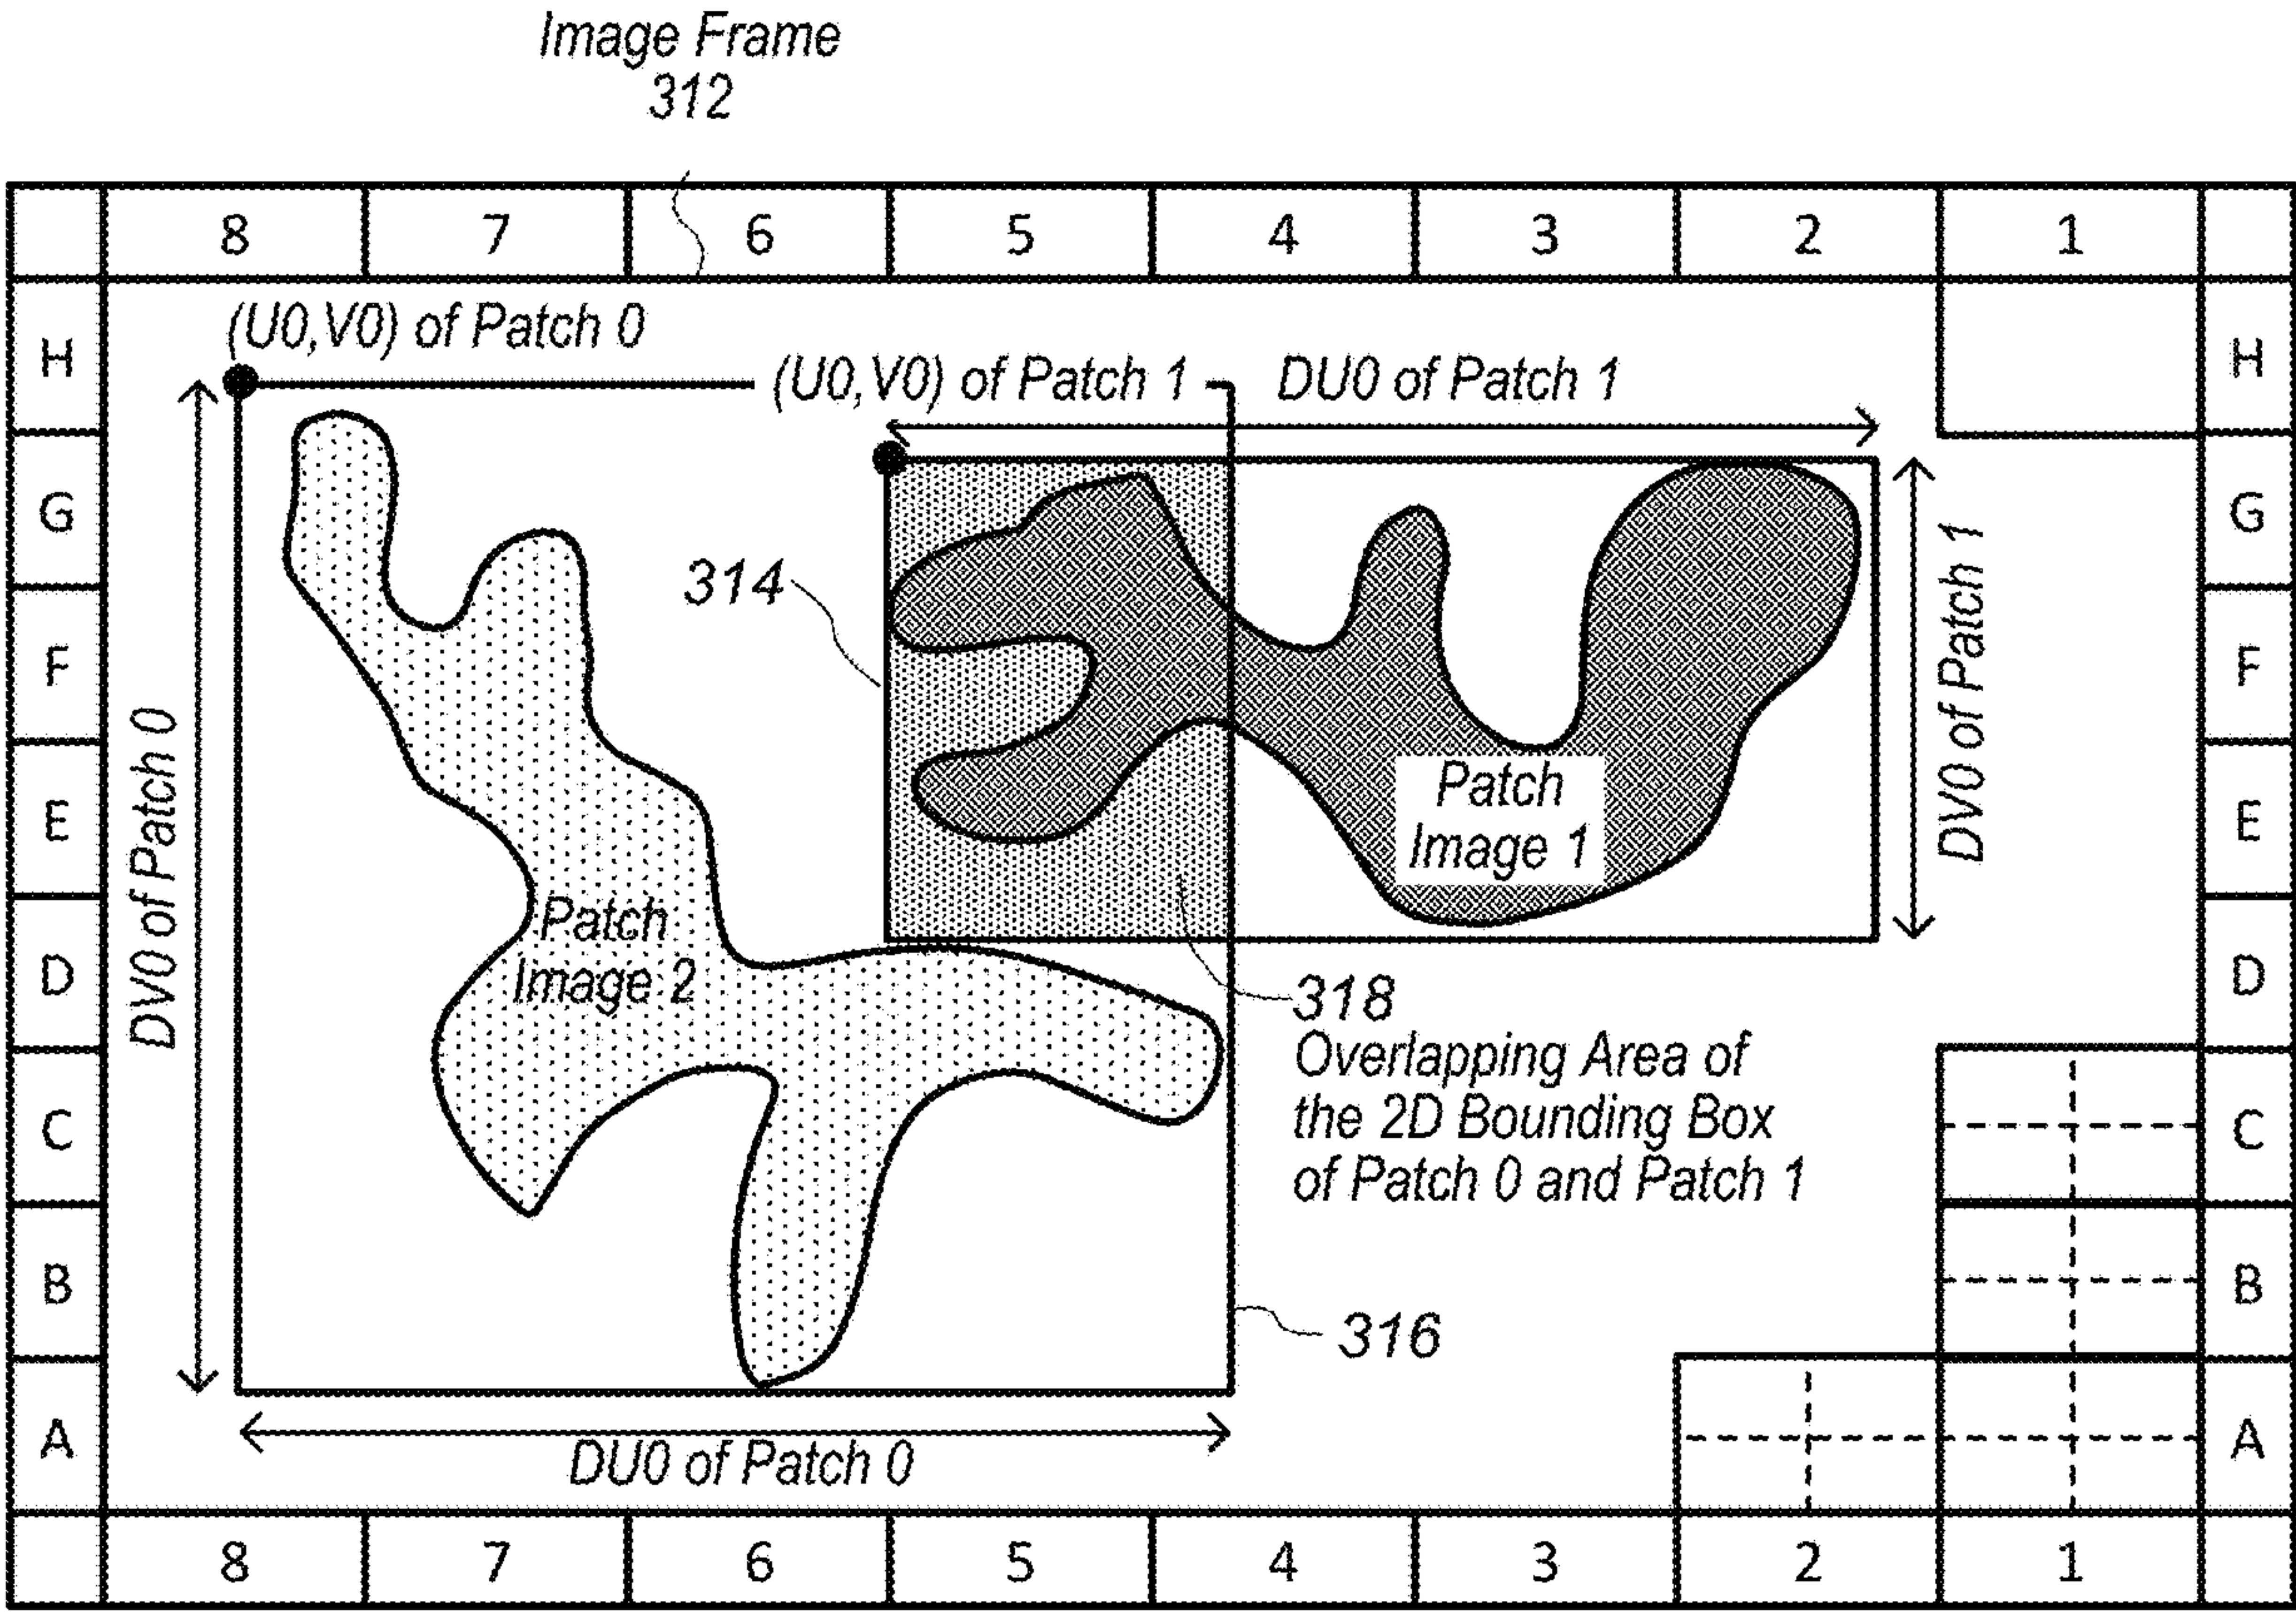 Image Frame
312
8 7 6 5 4 3 2 1
(U0,V0) of Patch 0
H H
(U0,V0) of Patch 1
DU0 of Patch 1
G G
DV0 of Patch 1
314
F F
DV0 of Patch 0
Patch
Image 1
E E
Patch
Image 2
D D
318
Overlapping Area of
the 2D Bounding Box
of Patch 0 and Patch 1
C C
B B
316
A A
DU0 of Patch 0
8 7 6 5 4 3 2 1